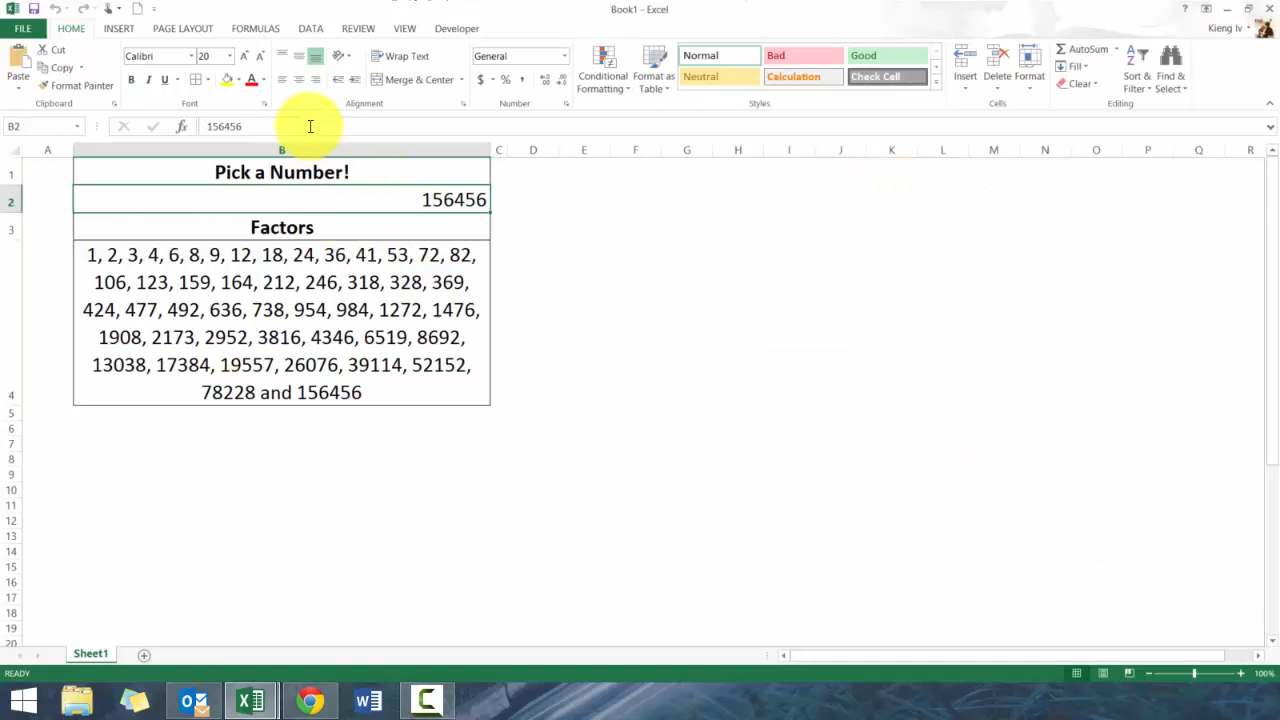 Book1 - Excel
FILE HOME INSERT PAGE LAYOUT FORMULAS DATA REVIEW VIEW Developer Kieng Iv
Paste
Cut
Copy
Format Painter
Clipboard
Calibri 20
B I U A
Font
Wrap Text
Merge & Center
Alignment
General
$ % ,
Number
Conditional Formatting
Format as Table
Normal Bad Good
Neutral Calculation Check Cell
Styles
Insert Delete Format
Cells
AutoSum
Fill
Clear
Sort & Filter
Find & Select
Editing
B2 fx 156456
A B C D E F G H I J K L M N O P Q R
1 Pick a Number!
2 156456
3 Factors
1, 2, 3, 4, 6, 8, 9, 12, 18, 24, 36, 41, 53, 72, 82,
106, 123, 159, 164, 212, 246, 318, 328, 369,
424, 477, 492, 636, 738, 954, 984, 1272, 1476,
1908, 2173, 2952, 3816, 4346, 6519, 8692,
13038, 17384, 19557, 26076, 39114, 52152,
4 78228 and 156456
5
6
7
8
9
10
11
12
13
14
15
16
17
18
19
20
Sheet1
READY 100%